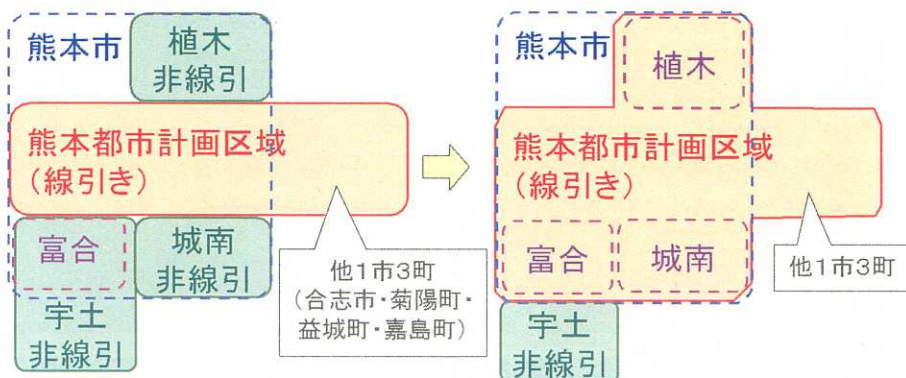 熊本市
植木
非線引
熊本都市計画区域
(線引き)
富合
城南
非線引
宇土
非線引
他1市3町
(合志市・菊陽町・
益城町・嘉島町)
熊本市
植木
熊本都市計画区域
(線引き)
富合
城南
他1市3町
宇土
非線引